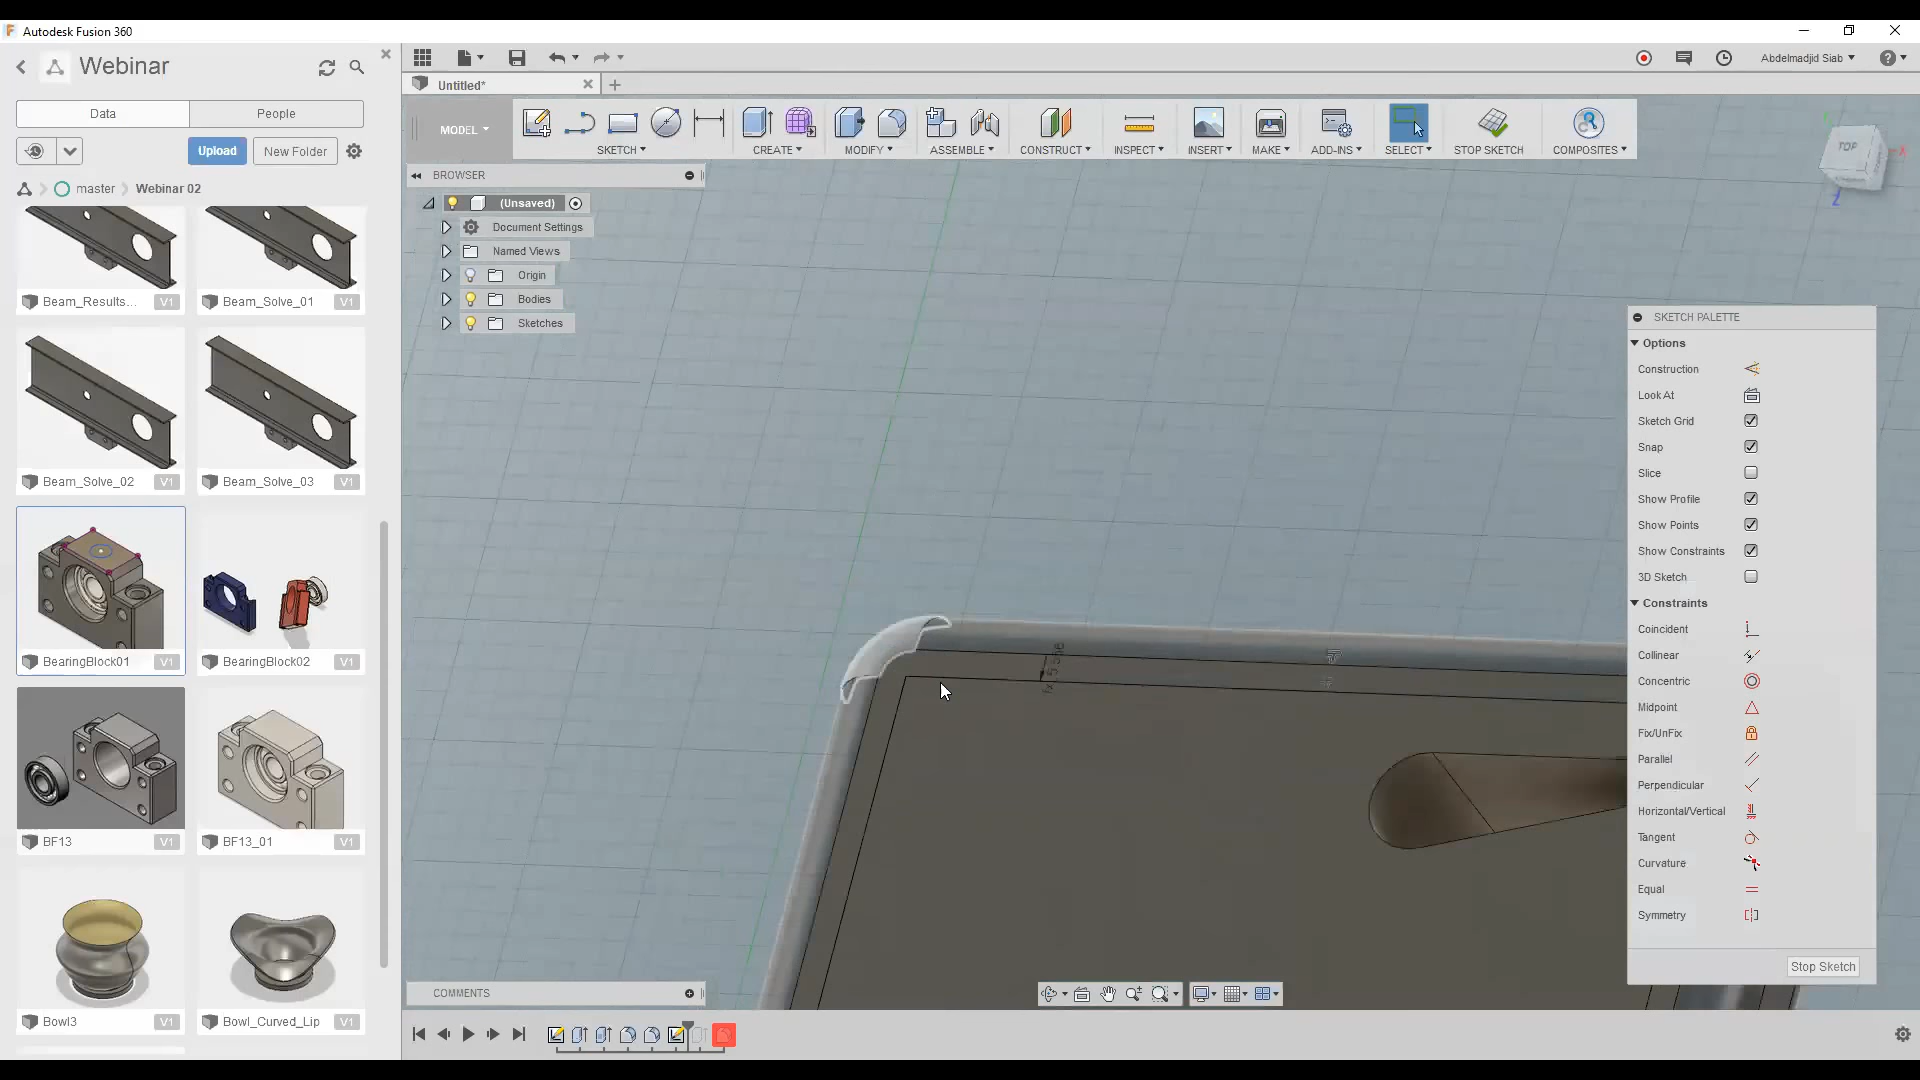 Autodesk Fusion 360
Webinar
Untitled*
Abdelmadjid Siab
Data
People
Upload
New Folder
master
Webinar 02
MODEL
SKETCH
CREATE
MODIFY
ASSEMBLE
CONSTRUCT
INSPECT
INSERT
MAKE
ADD-INS
SELECT
STOP SKETCH
COMPOSITES
TOP
X
Z
BROWSER
(Unsaved)
Document Settings
Named Views
Origin
Bodies
Sketches
Beam_Results...
V1
Beam_Solve_01
V1
Beam_Solve_02
V1
Beam_Solve_03
V1
BearingBlock01
V1
BearingBlock02
V1
BF13
V1
BF13_01
V1
Bowl3
V1
Bowl_Curved_Lip
V1
SKETCH PALETTE
Options
Construction
Look At
Sketch Grid
Snap
Slice
Show Profile
Show Points
Show Constraints
3D Sketch
Constraints
Coincident
Collinear
Concentric
Midpoint
Fix/UnFix
Parallel
Perpendicular
Horizontal/Vertical
Tangent
Curvature
Equal
Symmetry
Stop Sketch
COMMENTS